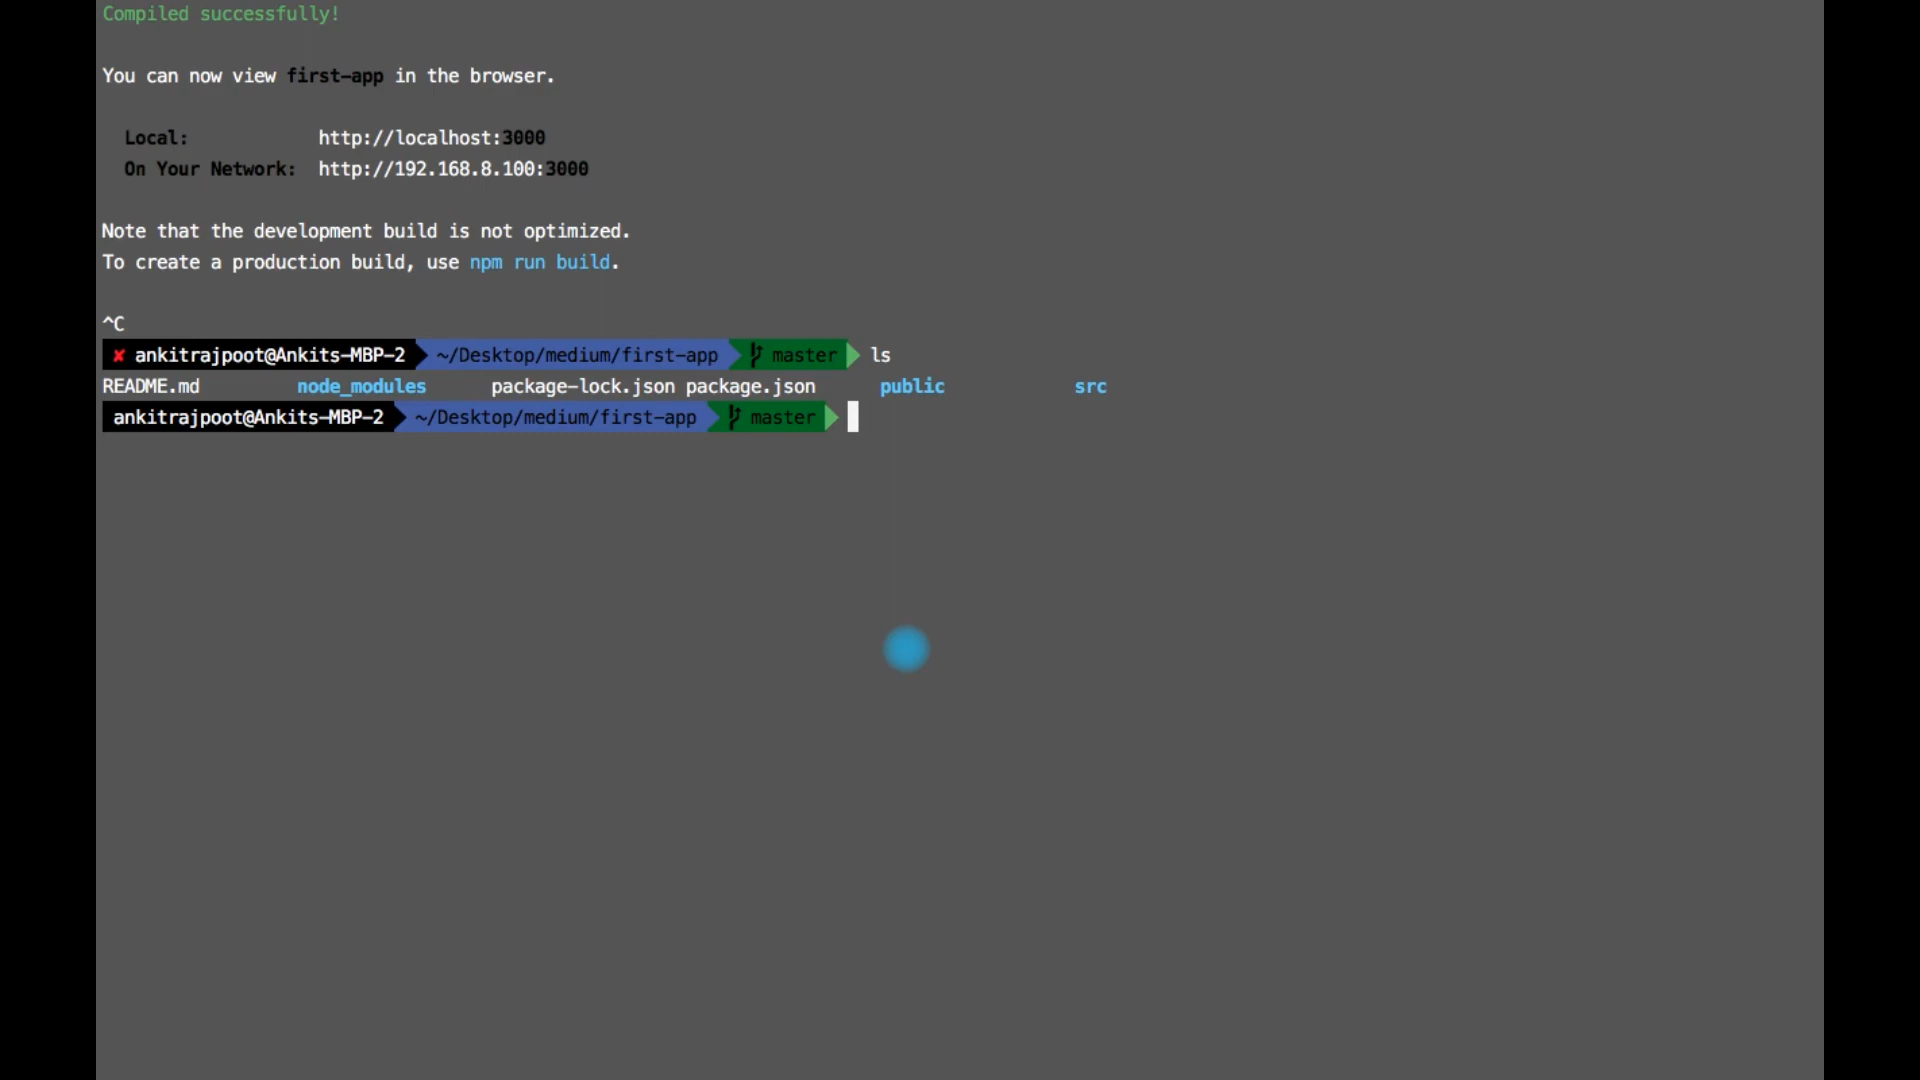 Compiled successfully!
You can now view first-app in the browser.
Local: http://localhost:3000
On Your Network: http://192.168.8.100:3000
Note that the development build is not optimized.
To create a production build, use npm run build.
^C
✘ ankitrajpoot@Ankits-MBP-2 ~/Desktop/medium/first-app master ls
README.md node_modules package-lock.json package.json public src
ankitrajpoot@Ankits-MBP-2 ~/Desktop/medium/first-app master